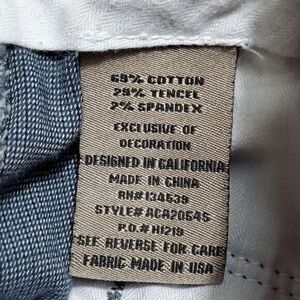 69% COTTON
29% TENCEL
2% SPANDEX
EXCLUSIVE OF
DECORATION
DESIGNED IN CALIFORNIA
MADE IN CHINA
RN#134539
STYLE# ACA20545
P.O.# H1219
SEE REVERSE FOR CARE
FABRIC MADE IN USA